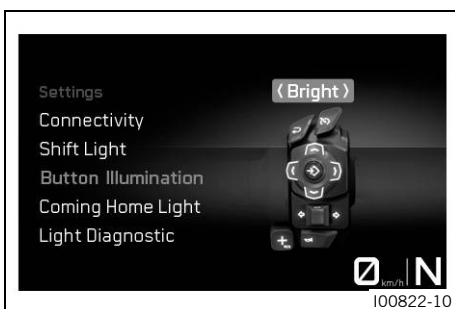 Settings
‹ Bright ›
Connectivity
Shift Light
Button Illumination
Coming Home Light
Light Diagnostic
0 km/h N
I00822-10